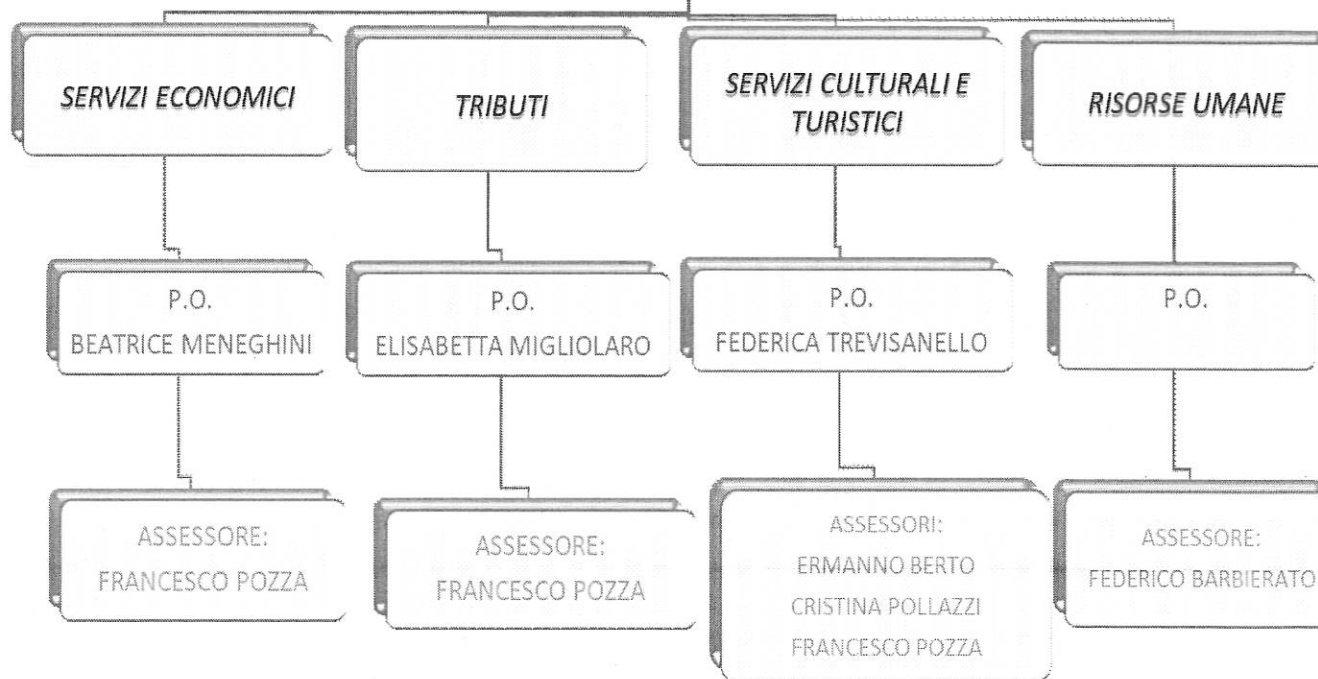 SERVIZI ECONOMICI
TRIBUTI
SERVIZI CULTURALI E
TURISTICI
RISORSE UMANE
P.O.
BEATRICE MENEGHINI
P.O.
ELISABETTA MIGLIOLARO
P.O.
FEDERICA TREVISANELLO
P.O.
ASSESSORE:
FRANCESCO POZZA
ASSESSORE:
FRANCESCO POZZA
ASSESSORI:
ERMANNO BERTO
CRISTINA POLLAZZI
FRANCESCO POZZA
ASSESSORE:
FEDERICO BARBIERATO